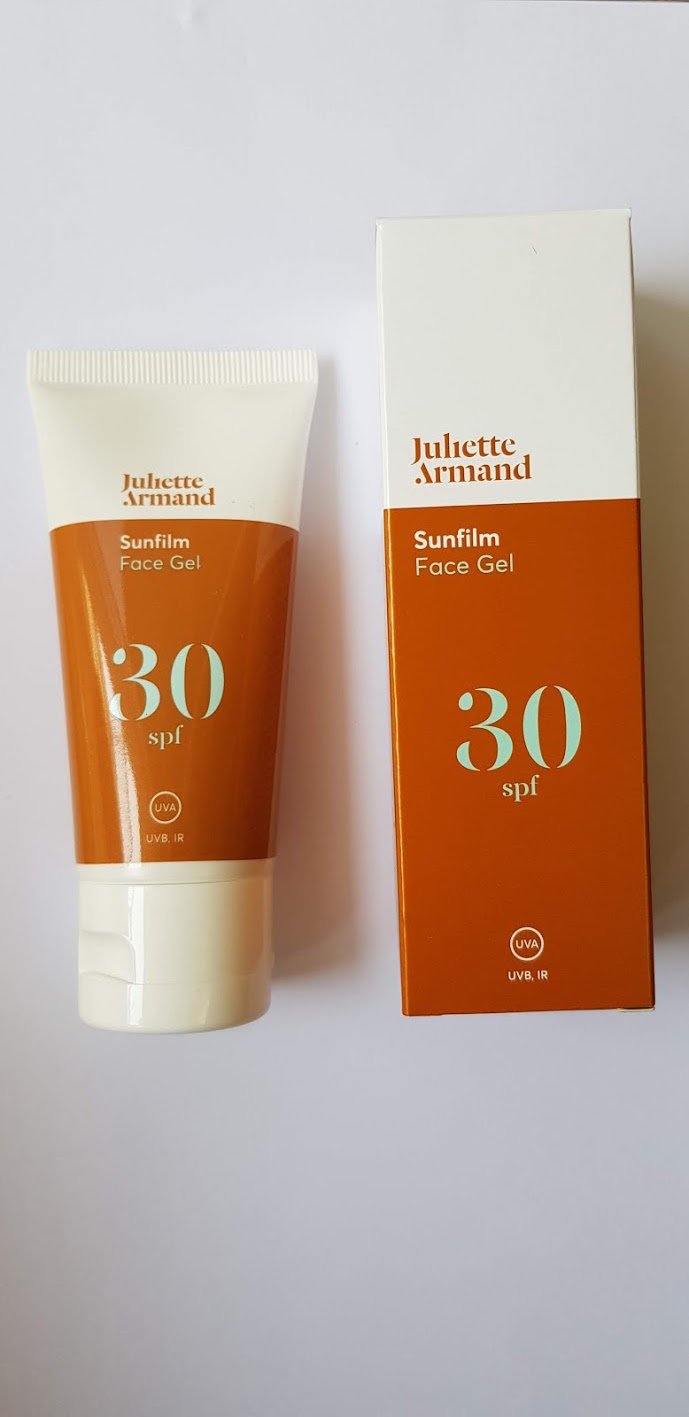 Juliette
Armand
Sunfilm
Face Gel
30
spf
UVA
UVB, IR
Juliette
Armand
Sunfilm
Face Gel
30
spf
UVA
UVB, IR